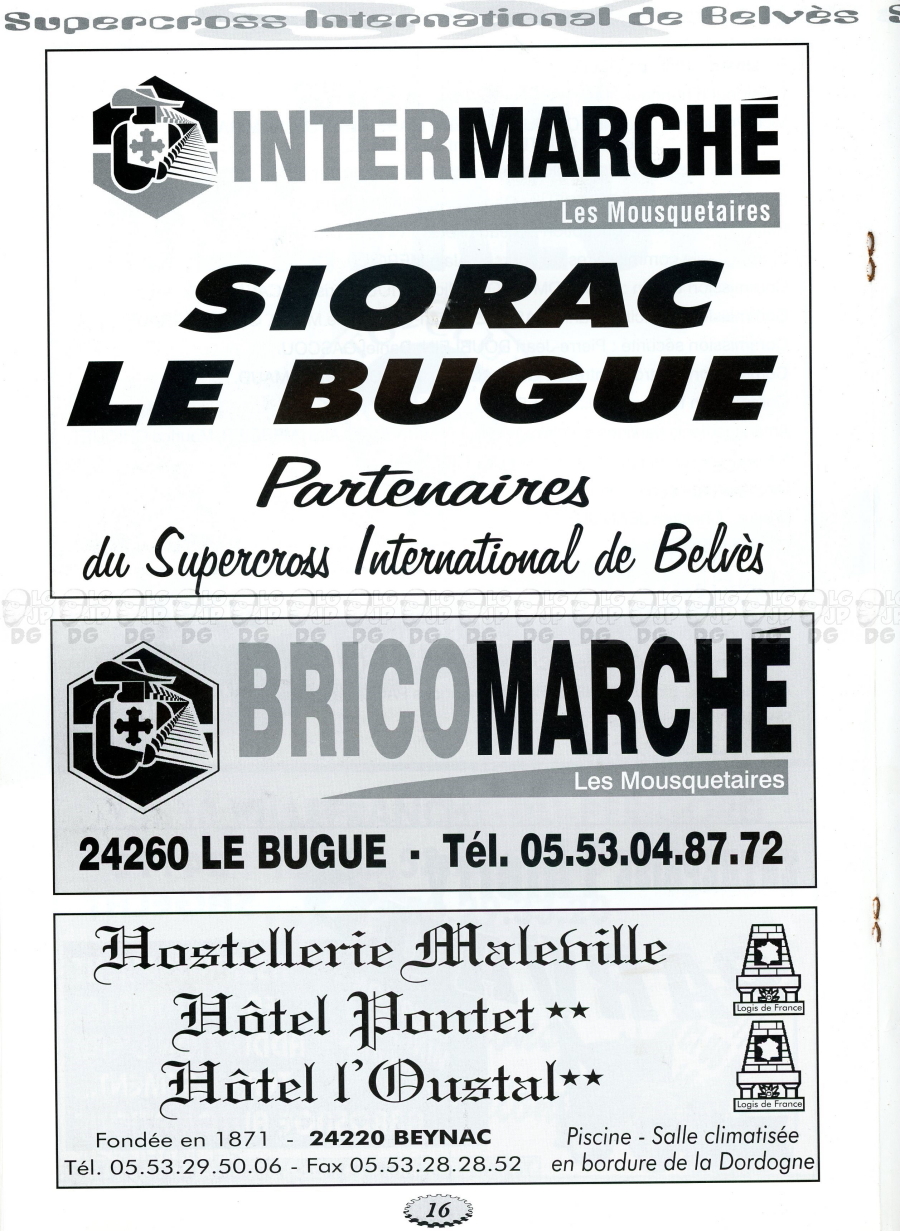 Supercross International de Belvès S
INTERMARCHÉ
Les Mousquetaires
SIORAC
LE BUGUE
Partenaires
du Supercross International de Belvès
BRICOMARCHÉ
Les Mousquetaires
24260 LE BUGUE - Tél. 05.53.04.87.72
Hostellerie Maleville
Hôtel Pontet **
Hôtel l'Oustal**
Logis de France
Logis de France
Fondée en 1871 - 24220 BEYNAC
Tél. 05.53.29.50.06 - Fax 05.53.28.28.52
Piscine - Salle climatisée
en bordure de la Dordogne
16